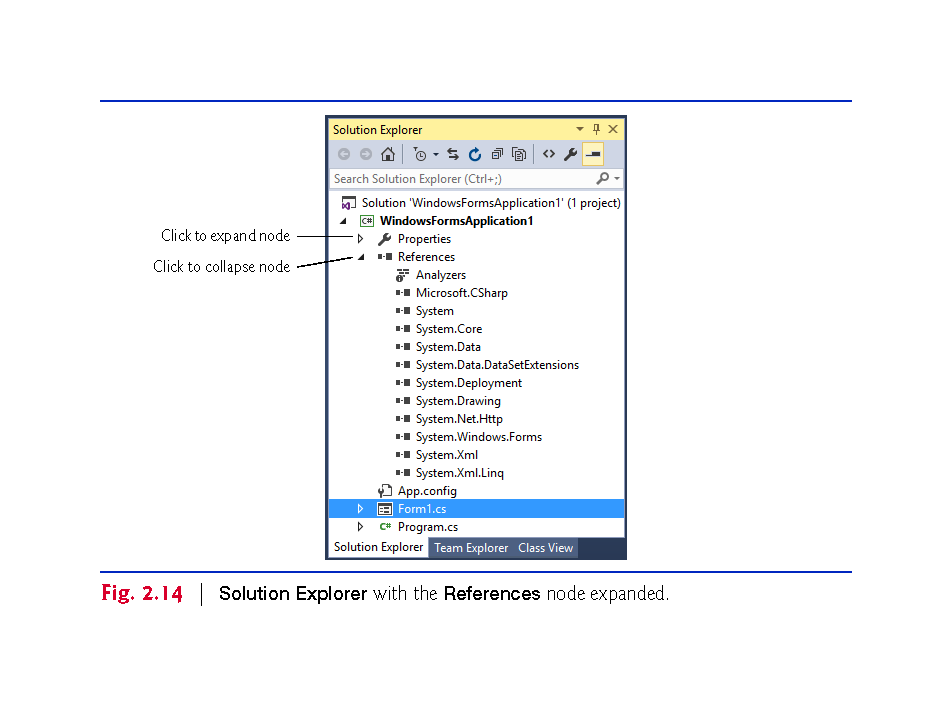 Solution Explorer
Search Solution Explorer (Ctrl+;)
Solution 'WindowsFormsApplication1' (1 project)
C# WindowsFormsApplication1
Click to expand node
Properties
Click to collapse node
References
Analyzers
Microsoft.CSharp
System
System.Core
System.Data
System.Data.DataSetExtensions
System.Deployment
System.Drawing
System.Net.Http
System.Windows.Forms
System.Xml
System.Xml.Linq
App.config
Form1.cs
C# Program.cs
Solution Explorer Team Explorer Class View
Fig. 2.14 | Solution Explorer with the References node expanded.